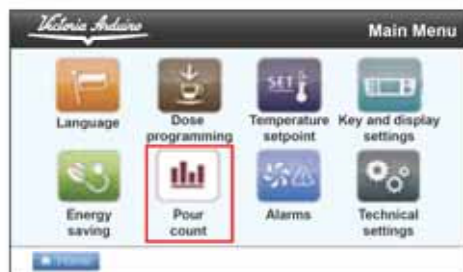 Victoria Arduino
Main Menu
SET
Language
Dose programming
Temperature setpoint
Key and display settings
Energy saving
Pour count
Alarms
Technical settings
Home